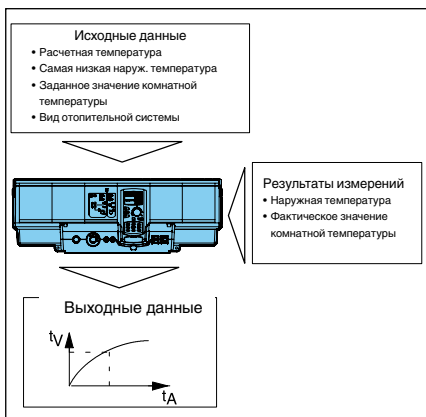 Исходные данные
• Расчетная температура
• Самая низкая наруж. температура
• Заданное значение комнатной
температуры
• Вид отопительной системы
Результаты измерений
• Наружная температура
• Фактическое значение
комнатной температуры
Выходные данные
tV
tA